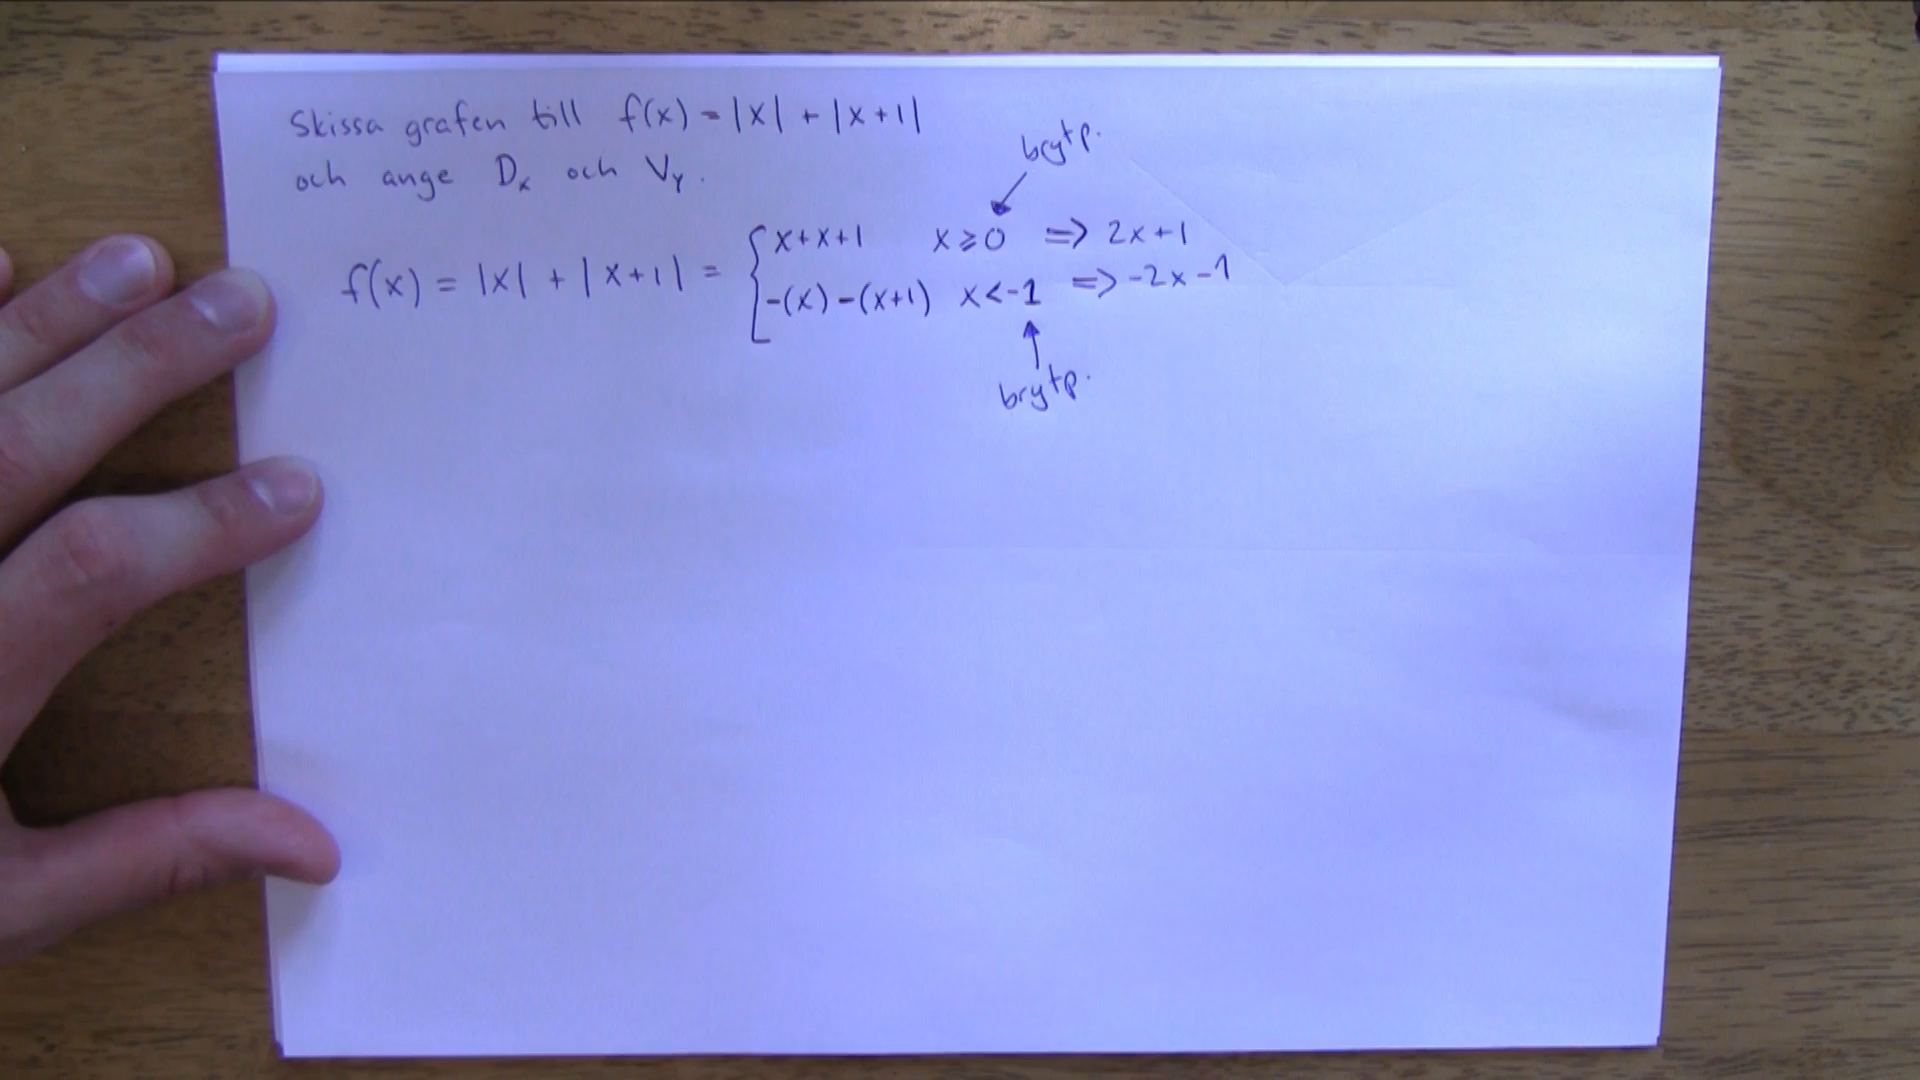 Skissa grafen till f(x) = |x| + |x+1|
och ange Dₓ och Vᵧ.
brytp.
f(x) = |x| + |x+1| = { x+x+1 x ≥ 0 => 2x+1
-(x) -(x+1) x < -1 => -2x -1
brytp.